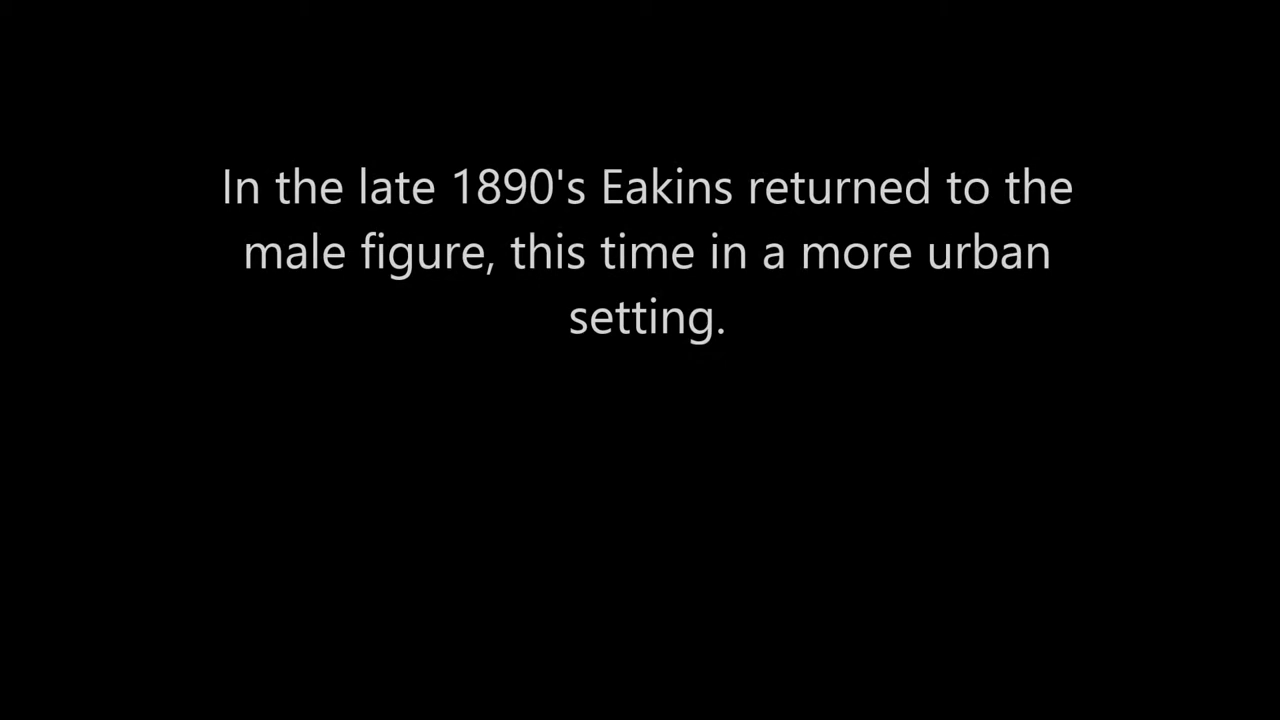 In the late 1890's Eakins returned to the
male figure, this time in a more urban
setting.